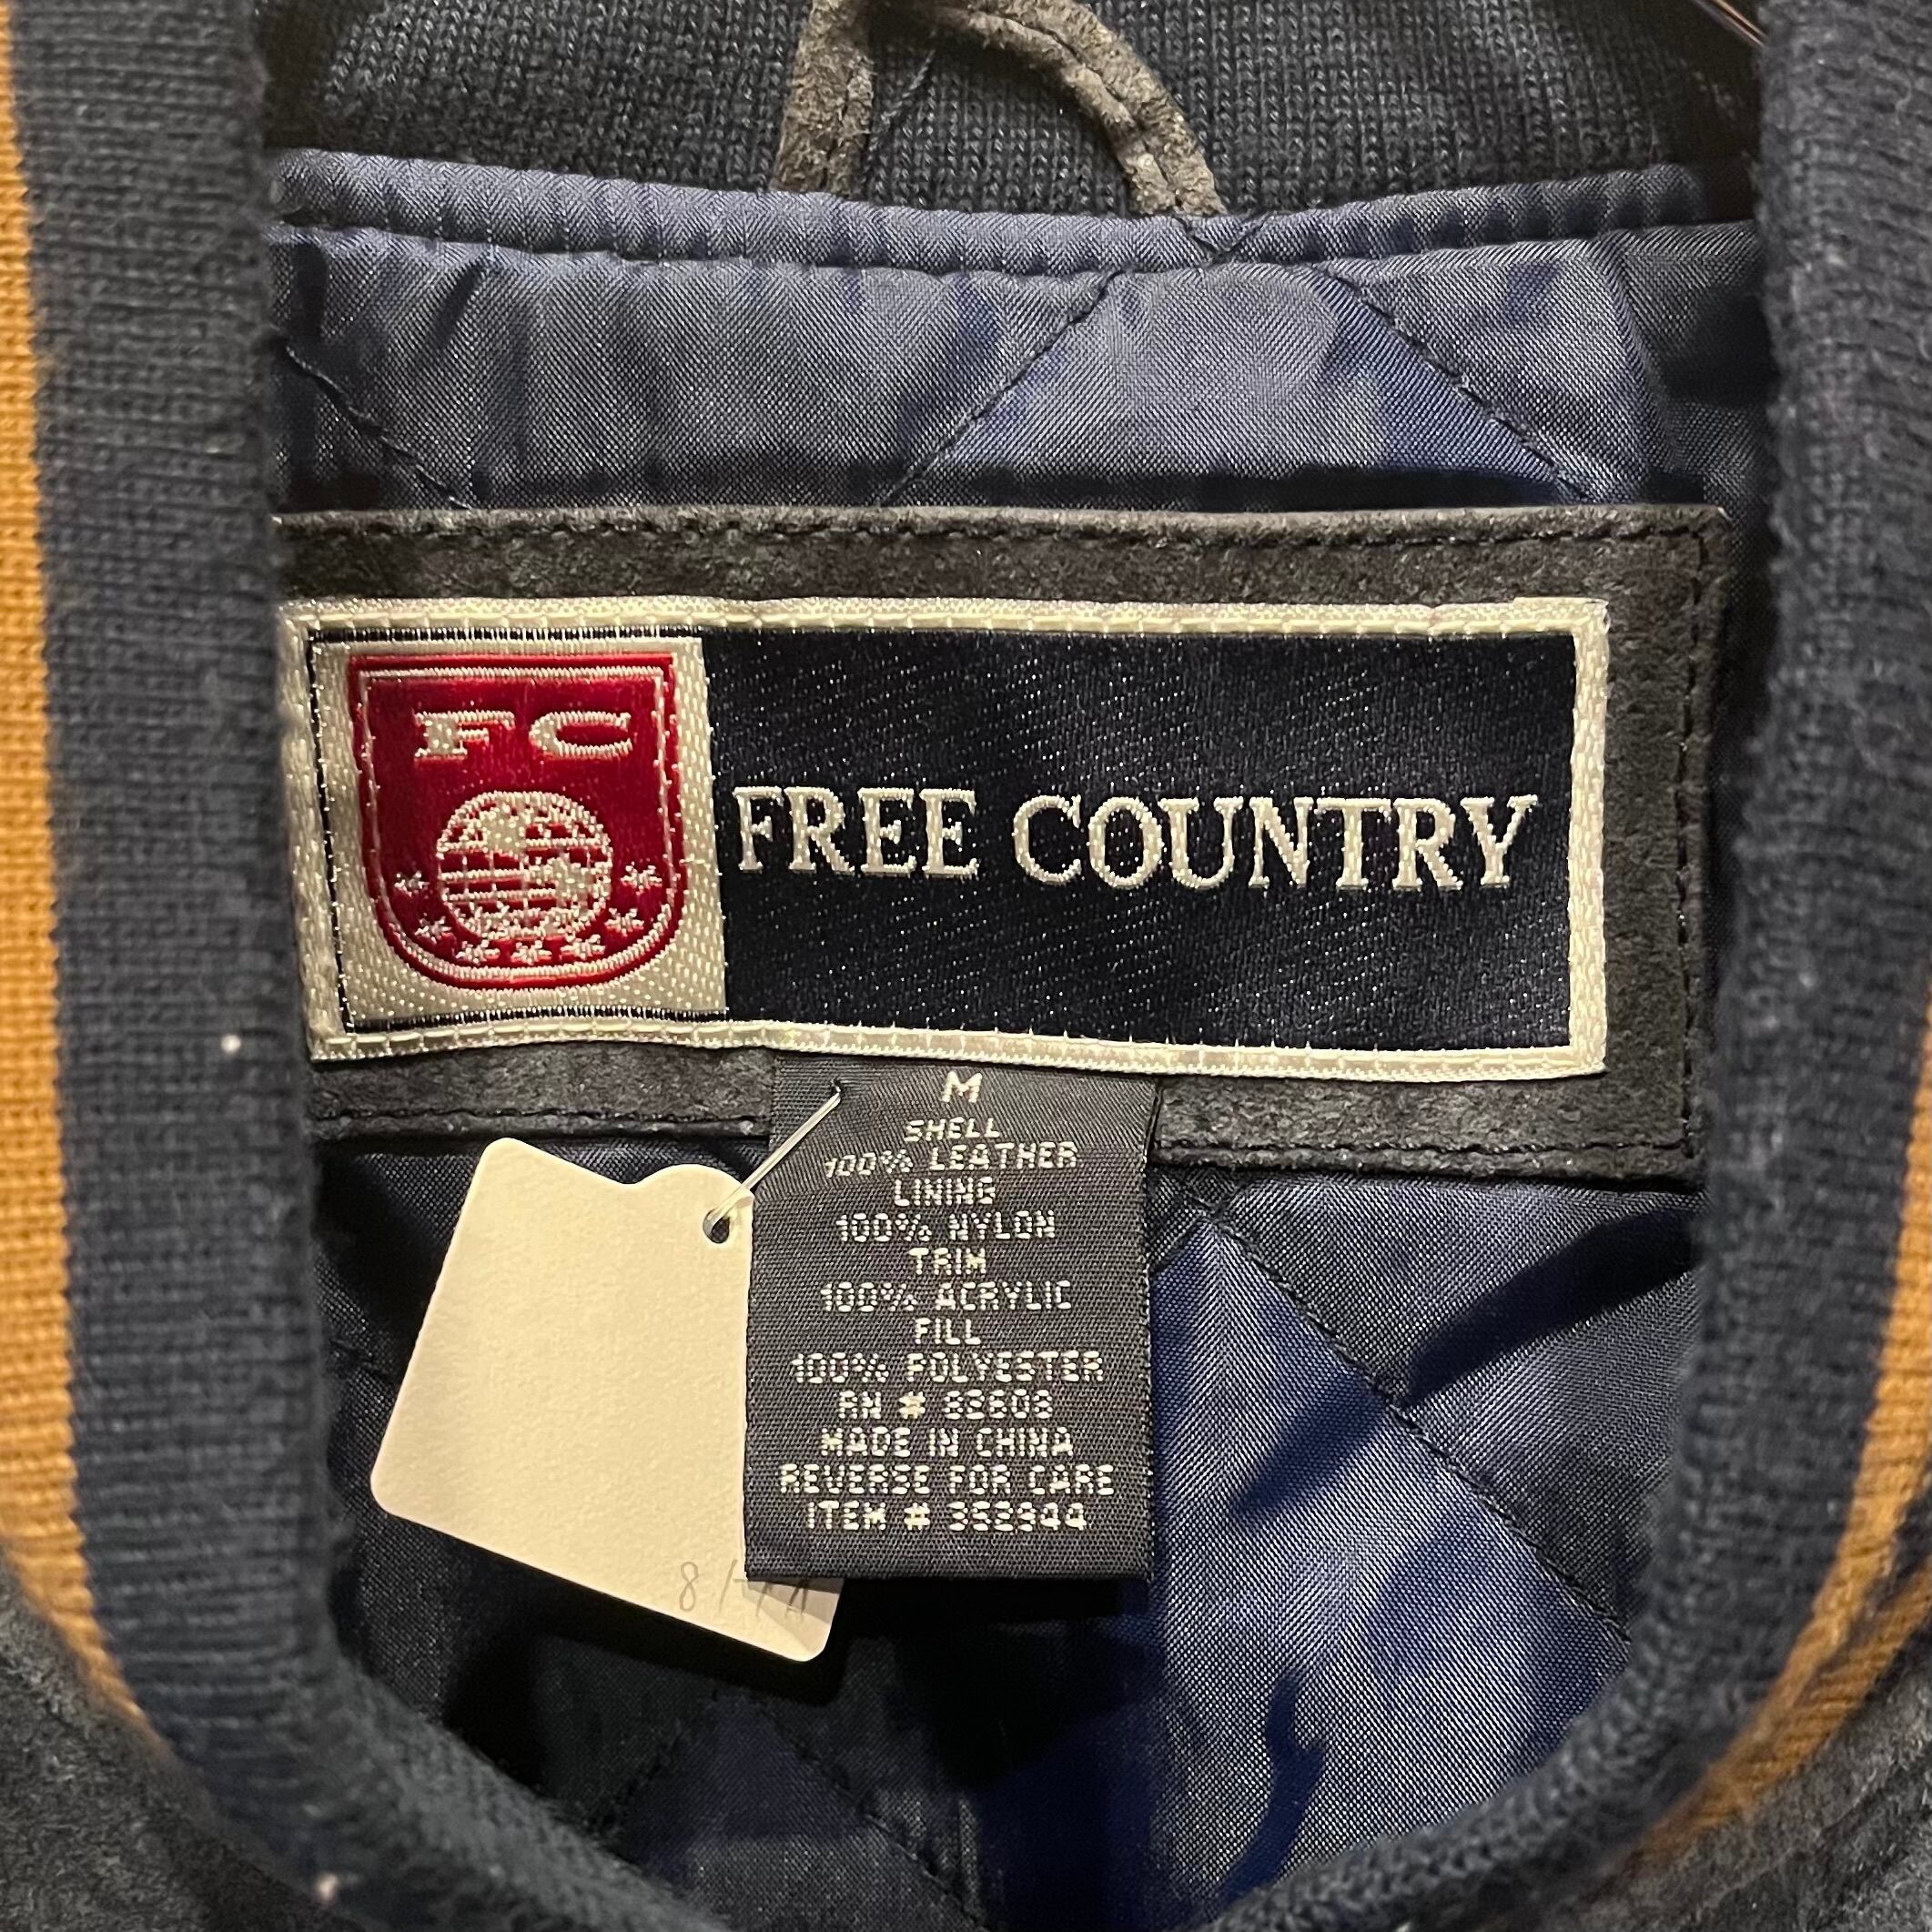 FC
FREE COUNTRY
M
SHELL
100% LEATHER
LINING
100% NYLON
TRIM
100% ACRYLIC
FILL
100% POLYESTER
RN # 82608
MADE IN CHINA
REVERSE FOR CARE
ITEM # 352944